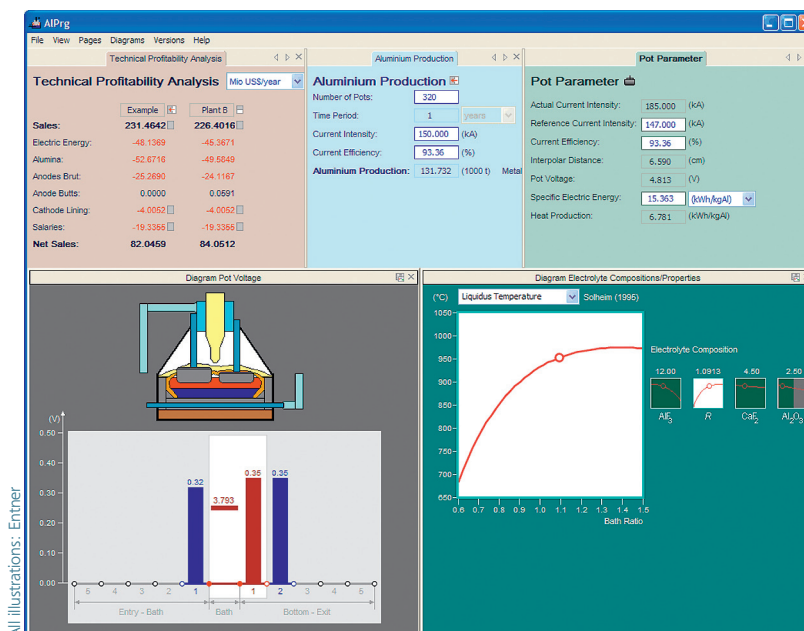 AlPrg
File View Pages Diagrams Versions Help
Technical Profitability Analysis
Technical Profitability Analysis Mio US$/year
Example Plant B
Sales: 231.4642 226.4016
Electric Energy: -48.1369 -45.3671
Alumina: -52.6716 -49.5849
Anodes Brut: -25.2690 -24.1167
Anode Butts: 0.0000 0.0591
Cathode Lining: -4.0052 -4.0052
Salaries: -19.3355 -19.3355
Net Sales: 82.0459 84.0512
Aluminium Production
Aluminium Production
Number of Pots: 320
Time Period: 1 years
Current Intensity: 150.000 (kA)
Current Efficiency: 93.36 (%)
Aluminium Production: 131.732 (1000 t) Metal
Pot Parameter
Pot Parameter
Actual Current Intensity: 185.000 (kA)
Reference Current Intensity: 147.000 (kA)
Current Efficiency: 93.36 (%)
Interpolar Distance: 6.590 (cm)
Pot Voltage: 4.813 (V)
Specific Electric Energy: 15.363 (kWh/kgAl)
Heat Production: 6.781 (kWh/kgAl)
Diagram Pot Voltage
(V)
0.50
0.40
0.30
0.20
0.10
0.00
0.32
3.793
0.35
0.35
5 4 3 2 1 1 2 3 4 5
Entry - Bath Bath Bottom - Exit
Diagram Electrolyte Compositions/Properties
(°C) Liquidus Temperature Solheim (1995)
1050
1000
950
900
850
800
750
700
650
0.6 0.7 0.8 0.9 1.0 1.1 1.2 1.3 1.4 1.5
Bath Ratio
Electrolyte Composition
12.00 1.0913 4.50 2.50
AlF3 R CaF2 Al2O3
All illustrations: Entner